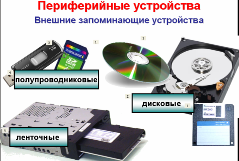 Периферийные устройства
Внешние запоминающие устройства
полупроводниковые
дисковые
ленточные